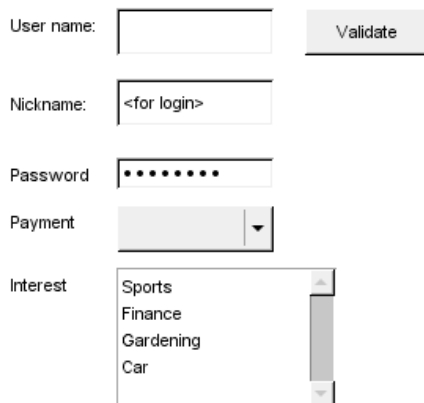 User name:
Validate
Nickname:
<for login>
Password
••••••••
Payment
Interest
Sports
Finance
Gardening
Car